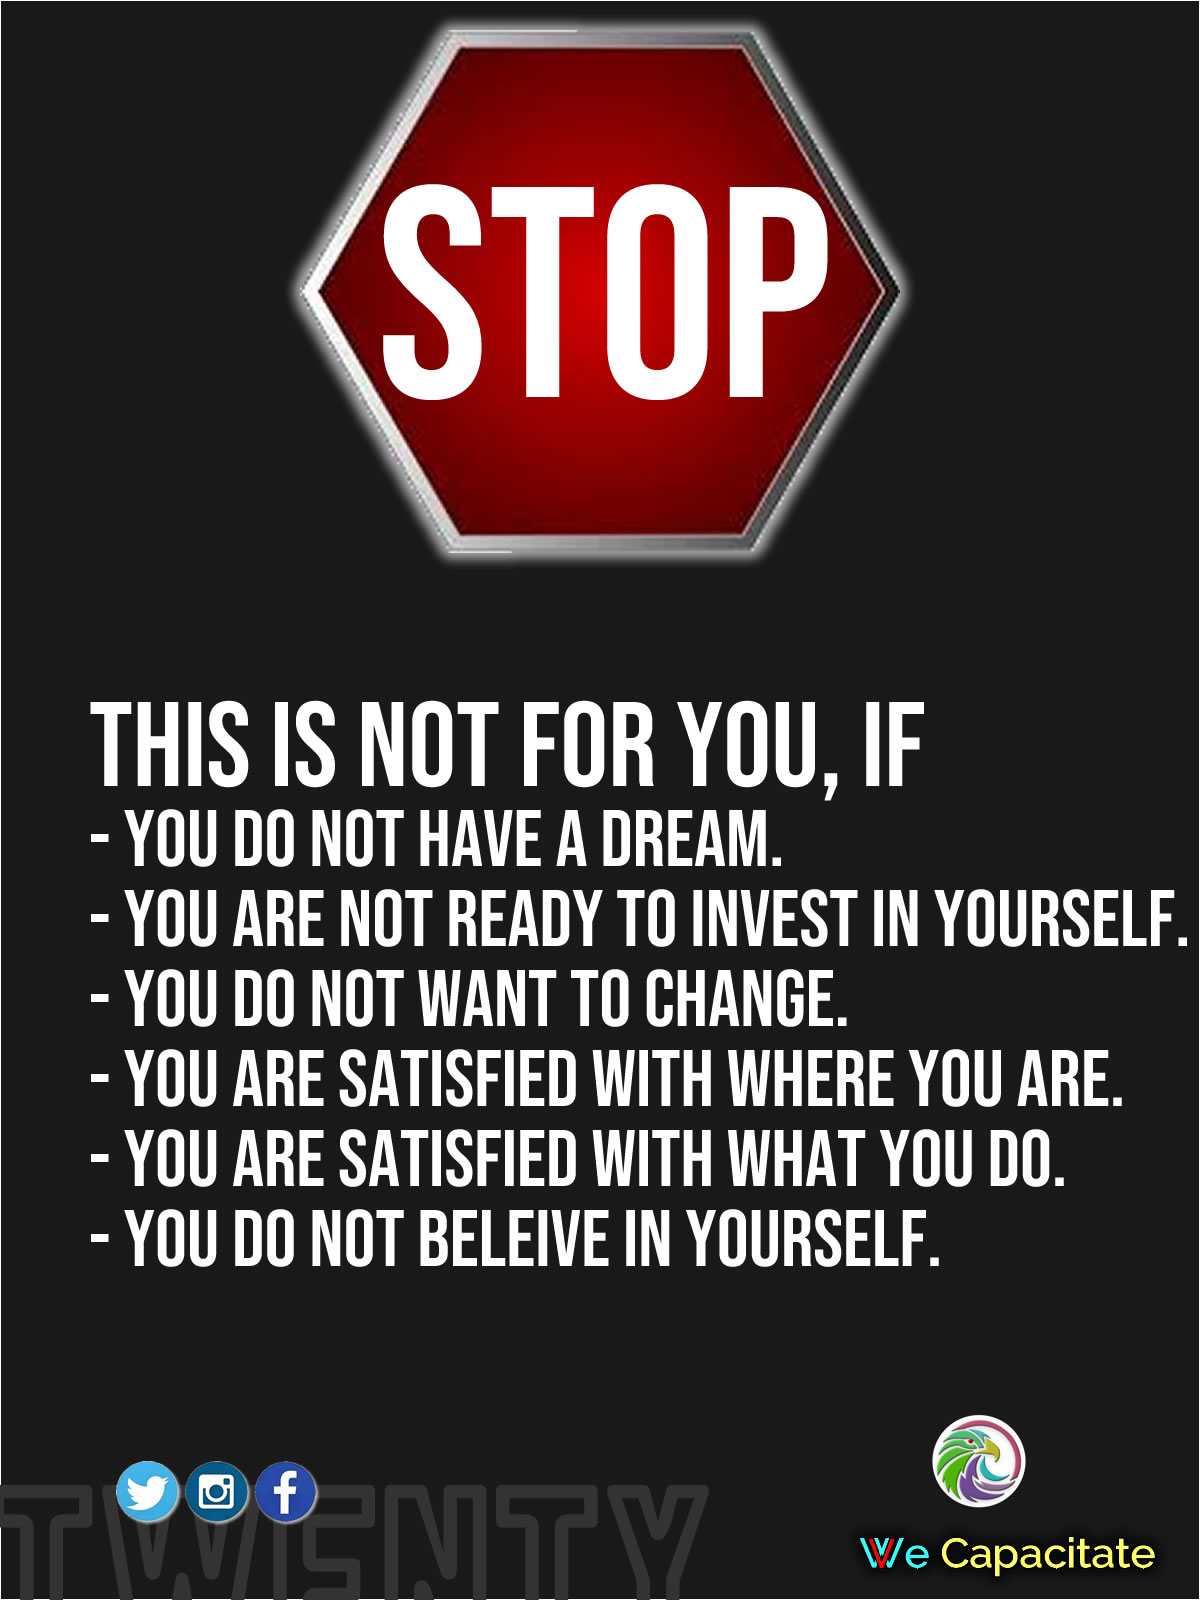 STOP
THIS IS NOT FOR YOU, IF
- YOU DO NOT HAVE A DREAM.
- YOU ARE NOT READY TO INVEST IN YOURSELF.
- YOU DO NOT WANT TO CHANGE.
- YOU ARE SATISFIED WITH WHERE YOU ARE.
- YOU ARE SATISFIED WITH WHAT YOU DO.
- YOU DO NOT BELEIVE IN YOURSELF.
TWENTY
We Capacitate